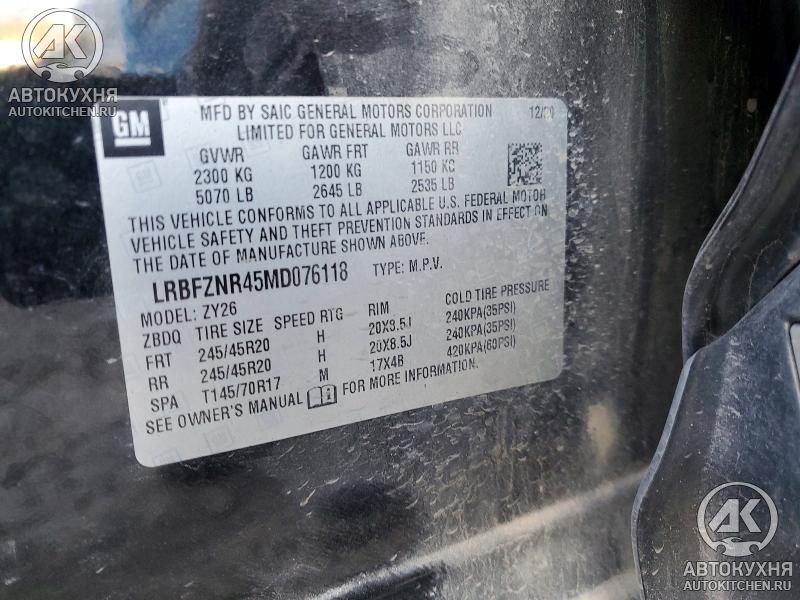 АК
АВТОКУХНЯ
AUTOKITCHEN.RU
GM
MFD BY SAIC GENERAL MOTORS CORPORATION 12/20
LIMITED FOR GENERAL MOTORS LLC
GVWR GAWR FRT GAWR RR
2300 KG 1200 KG 1150 KG
5070 LB 2645 LB 2535 LB
THIS VEHICLE CONFORMS TO ALL APPLICABLE U.S. FEDERAL MOTOR
VEHICLE SAFETY AND THEFT PREVENTION STANDARDS IN EFFECT ON
THE DATE OF MANUFACTURE SHOWN ABOVE.
LRBFZNR45MD076118 TYPE: M.P.V.
MODEL: ZY26
ZBDQ TIRE SIZE SPEED RTG RIM COLD TIRE PRESSURE
FRT 245/45R20 H 20X8.5J 240KPA(35PSI)
RR 245/45R20 H 20X8.5J 240KPA(35PSI)
SPA T145/70R17 M 17X4B 420KPA(60PSI)
SEE OWNER'S MANUAL FOR MORE INFORMATION.
АК
АВТОКУХНЯ
AUTOKITCHEN.RU